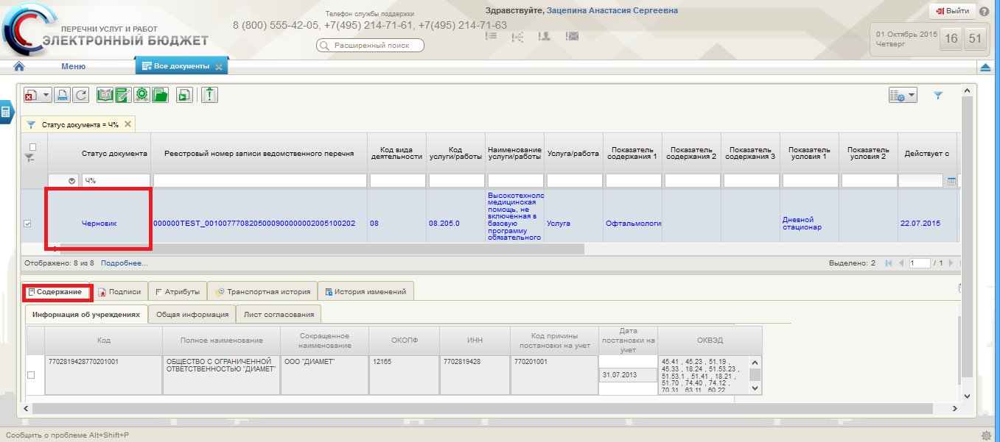 Телефон службы поддержки
8 (800) 555-42-05, +7(495) 214-71-61, +7(495) 214-71-63
Здравствуйте, Зацепина Анастасия Сергеевна
Выйти
ПЕРЕЧНИ УСЛУГ И РАБОТ
ЭЛЕКТРОННЫЙ БЮДЖЕТ
Расширенный поиск
01 Октябрь 2015
Четверг
16 51
Меню
Все документы
Статус документа = Ч%
Статус документа
Реестровый номер записи ведомственного перечня
Код вида деятельности
Код услуги/работы
Наименование услуги/работы
Услуга/работа
Показатель содержания 1
Показатель содержания 2
Показатель содержания 3
Показатель условия 1
Показатель условия 2
Действует с
Ч%
Черновик
000000TEST_00100777082050009000000002005100202
08
08.205.0
Высокотехноло
медицинская
помощь, не
включенная в
базовую
программу
обязательного
Услуга
Офтальмологи
Дневной
стационар
22.07.2015
Отображено: 8 из 8 Подробнее...
Выделено: 2
1 / 1
Содержание
Подписи
Атрибуты
Транспортная история
История изменений
Информация об учреждениях
Общая информация
Лист согласования
Код
Полное наименование
Сокращенное наименование
ОКОПФ
ИНН
Код причины постановки на учет
Дата постановки на учет
ОКВЭД
7702819428770201001
ОБЩЕСТВО С ОГРАНИЧЕННОЙ
ОТВЕТСТВЕННОСТЬЮ "ДИАМЕТ"
ООО "ДИАМЕТ"
12165
7702819428
770201001
31.07.2013
45.41 , 45.23 , 51.19 ,
45.33 , 18.24 , 51.53.23 ,
51.53.1 , 51.41 , 18.21 ,
51.70 , 74.40 , 74.12 ,
70.31 , 63.11 , 60.22
Сообщить о проблеме Alt+Shift+P